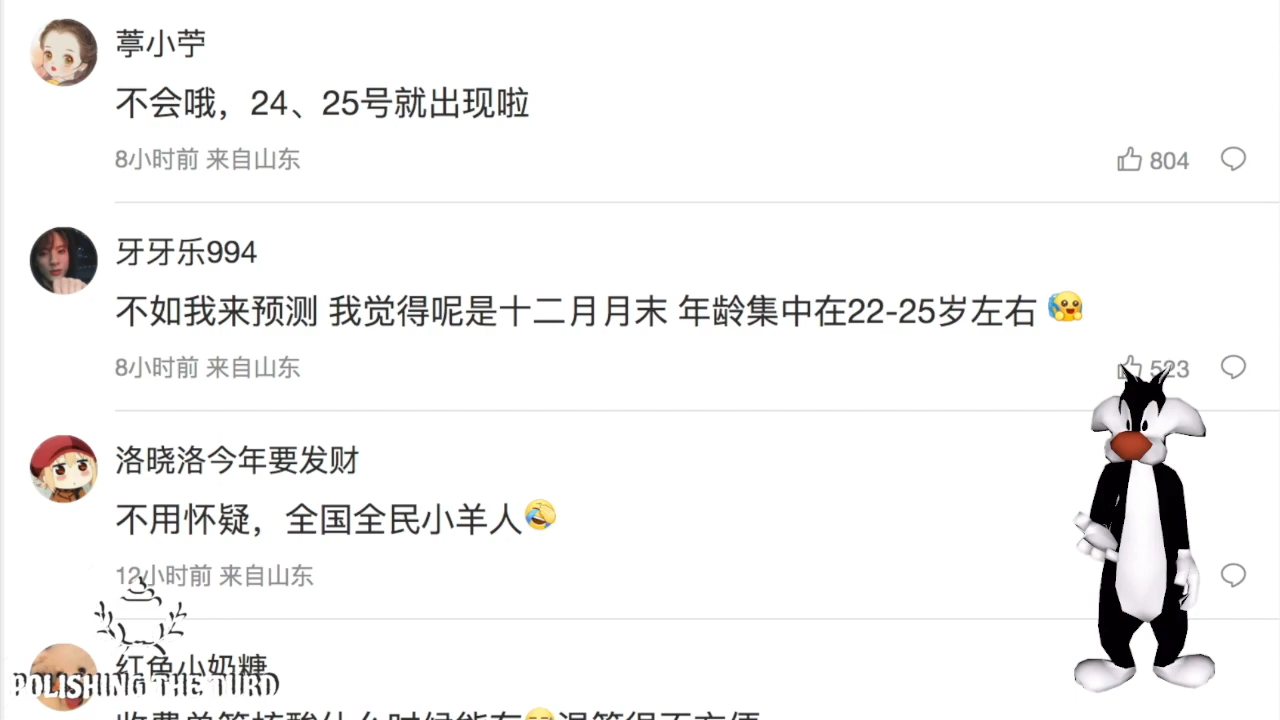 葶小苧
不会哦，24、25号就出现啦
8小时前 来自山东
804
牙牙乐994
不如我来预测 我觉得呢是十二月月末 年龄集中在22-25岁左右
8小时前 来自山东
523
洛晓洛今年要发财
不用怀疑，全国全民小羊人
12小时前 来自山东
红色小奶糖
POLISHING THE TURD